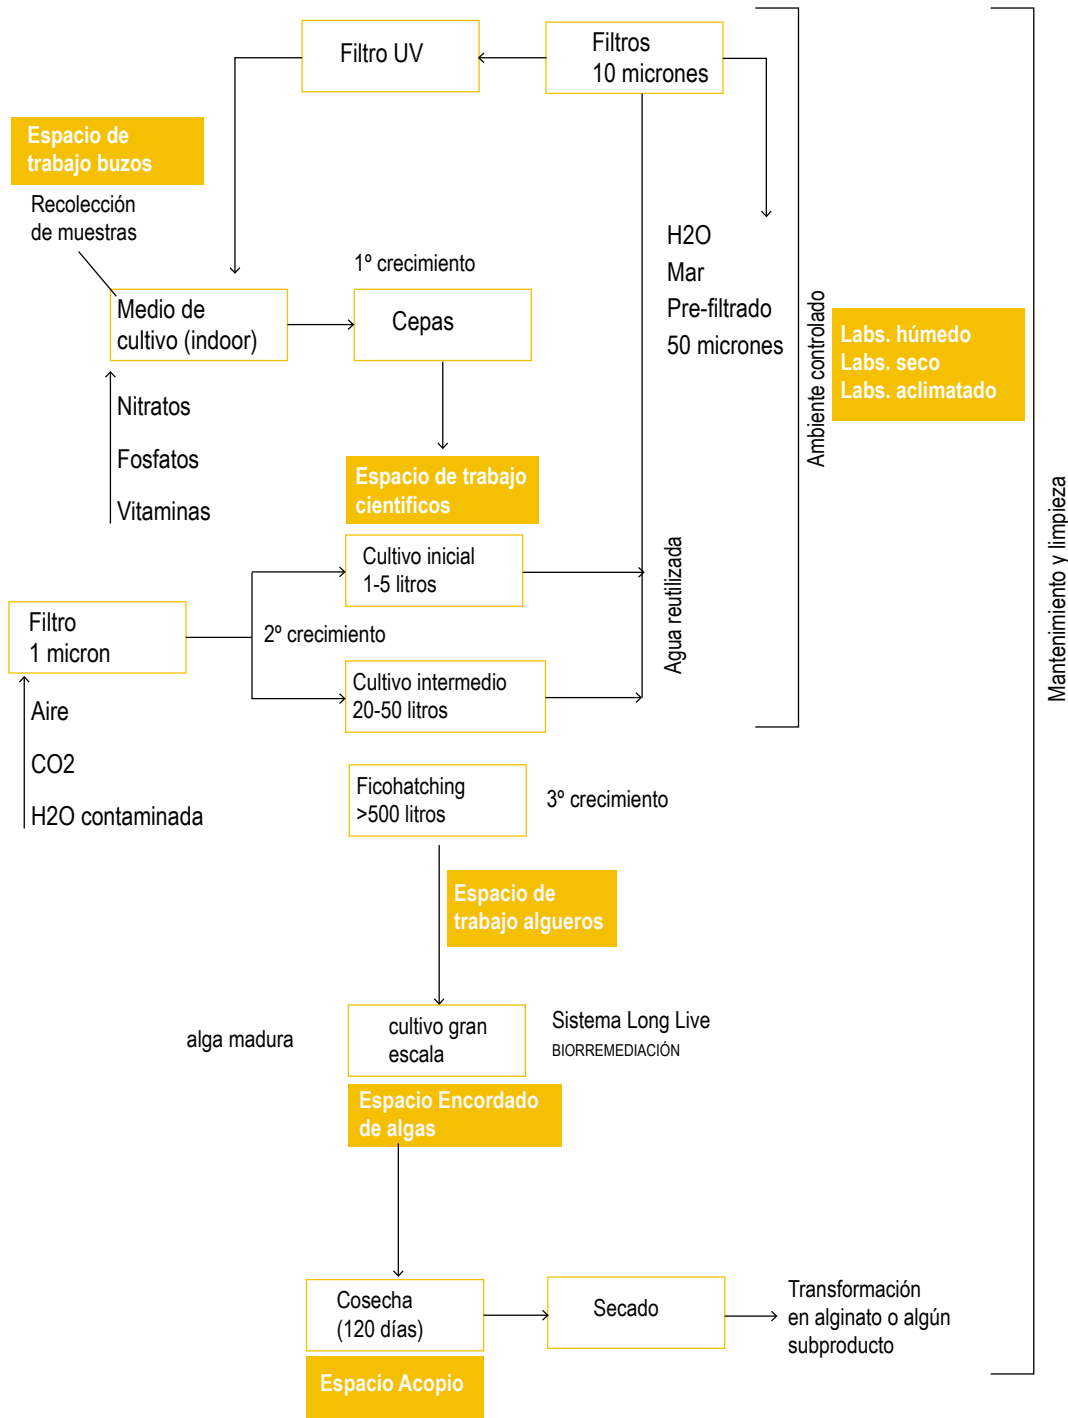 Filtro UV
Filtros
10 micrones
Espacio de
trabajo buzos
Recolección
de muestras
H2O
Mar
Pre-filtrado
50 micrones
1º crecimiento
Medio de
cultivo (indoor)
Cepas
Ambiente controlado
Labs. húmedo
Labs. seco
Labs. aclimatado
Nitratos
Fosfatos
Vitaminas
Espacio de trabajo
cientificos
Mantenimiento y limpieza
Cultivo inicial
1-5 litros
Agua reutilizada
Filtro
1 micron
2º crecimiento
Cultivo intermedio
20-50 litros
Aire
CO2
H2O contaminada
Ficohatching
>500 litros
3º crecimiento
Espacio de
trabajo algueros
alga madura
cultivo gran
escala
Sistema Long Live
BIORREMEDIACIÓN
Espacio Encordado
de algas
Cosecha
(120 días)
Secado
Transformación
en alginato o algún
subproducto
Espacio Acopio